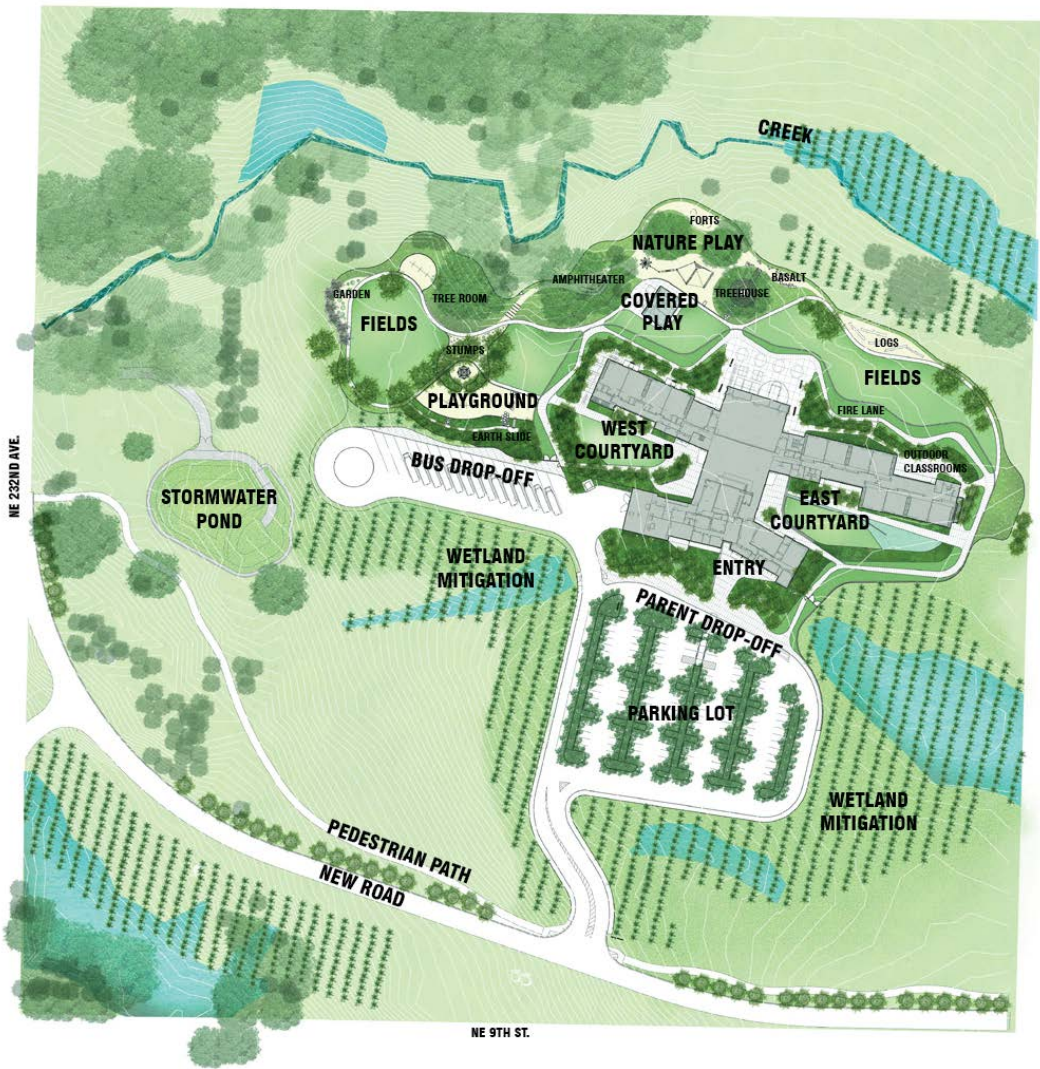 CREEK
FORTS
NATURE PLAY
BASALT
AMPHITHEATER
TREEHOUSE
GARDEN
TREE ROOM
COVERED
PLAY
FIELDS
LOGS
STUMPS
FIELDS
PLAYGROUND
FIRE LANE
WEST
COURTYARD
EARTH SLIDE
OUTDOOR
CLASSROOMS
BUS DROP-OFF
NE 232ND AVE.
STORMWATER
POND
EAST
COURTYARD
WETLAND
MITIGATION
ENTRY
PARENT DROP-OFF
PARKING LOT
WETLAND
MITIGATION
PEDESTRIAN PATH
NEW ROAD
NE 9TH ST.